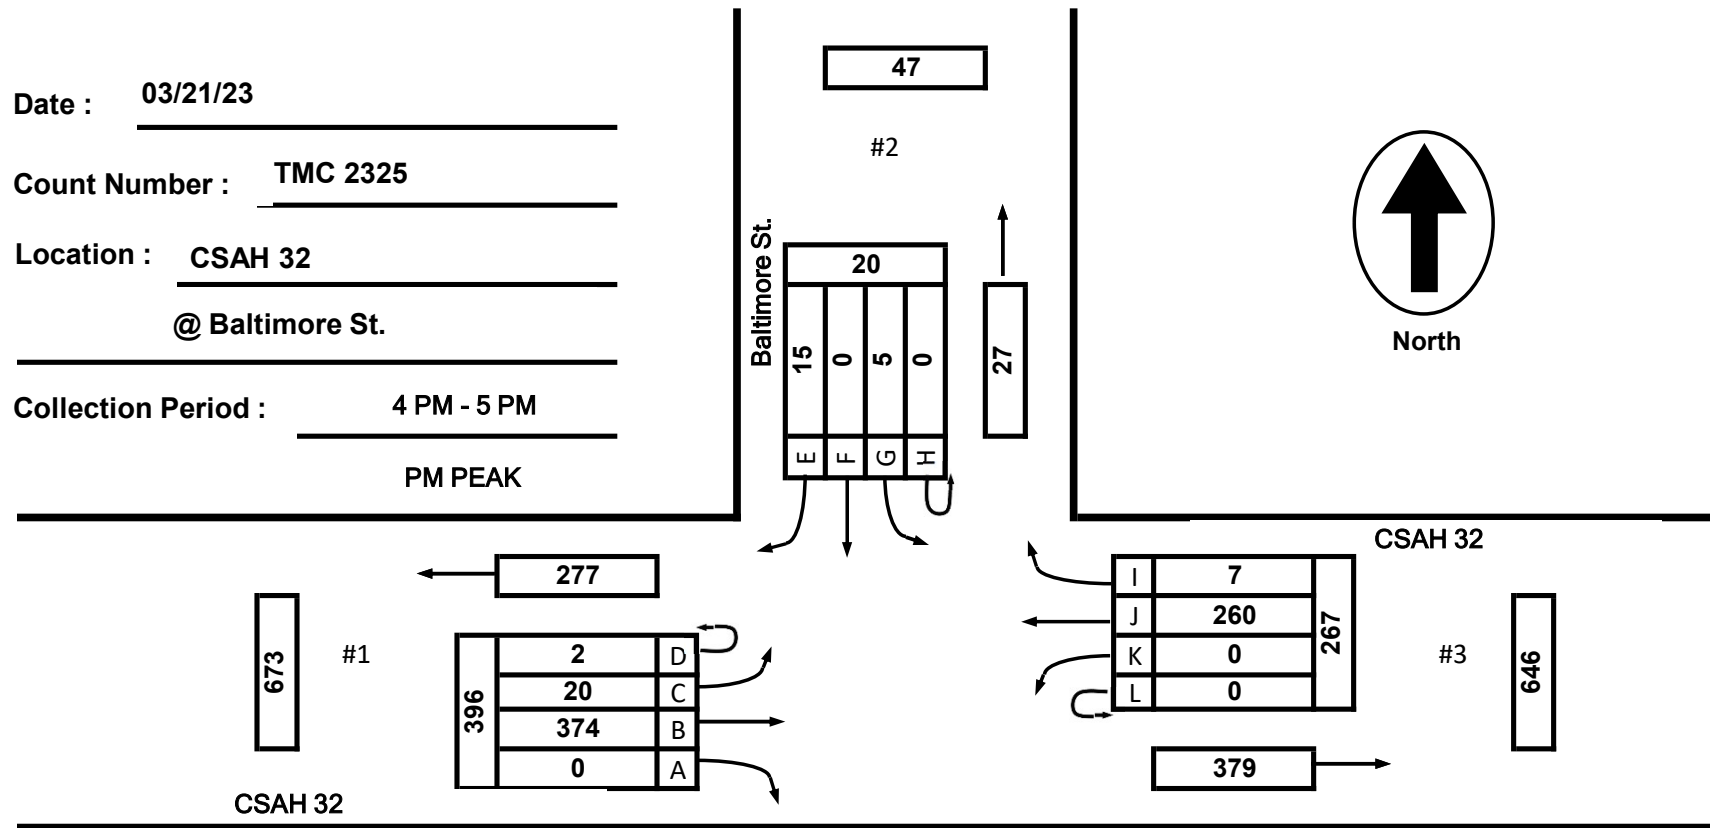 Date : 03/21/23
Count Number : TMC 2325
Location : CSAH 32
@ Baltimore St.
Collection Period : 4 PM - 5 PM
PM PEAK
47
#2
Baltimore St.
20
15 0 5 0
E F G H
27
North
277
673
#1
396
2 D
20 C
374 B
0 A
CSAH 32
CSAH 32
I 7
J 260
K 0
L 0
267
#3
646
379